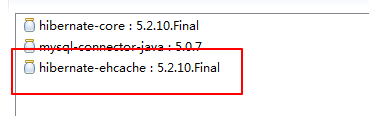 hibernate-core : 5.2.10.Final
mysql-connector-java : 5.0.7
hibernate-ehcache : 5.2.10.Final